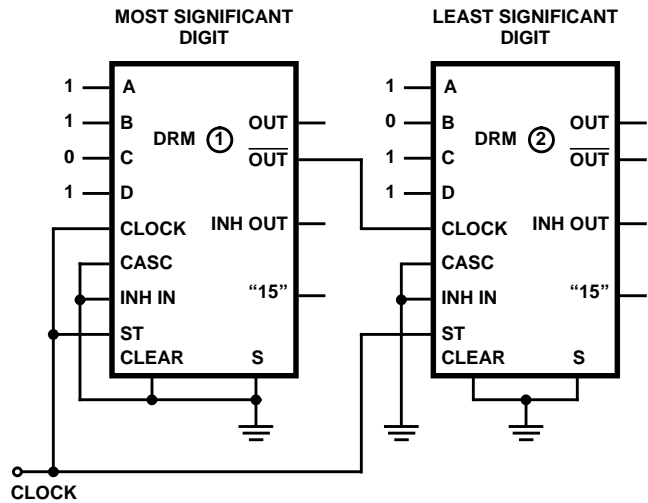 MOST SIGNIFICANT
DIGIT
1 A
1 B
0 C
1 D
DRM 1
OUT
OUT
CLOCK
INH OUT
CASC
INH IN
"15"
ST
CLEAR
S
LEAST SIGNIFICANT
DIGIT
1 A
0 B
1 C
1 D
DRM 2
OUT
OUT
CLOCK
INH OUT
CASC
INH IN
"15"
ST
CLEAR
S
CLOCK